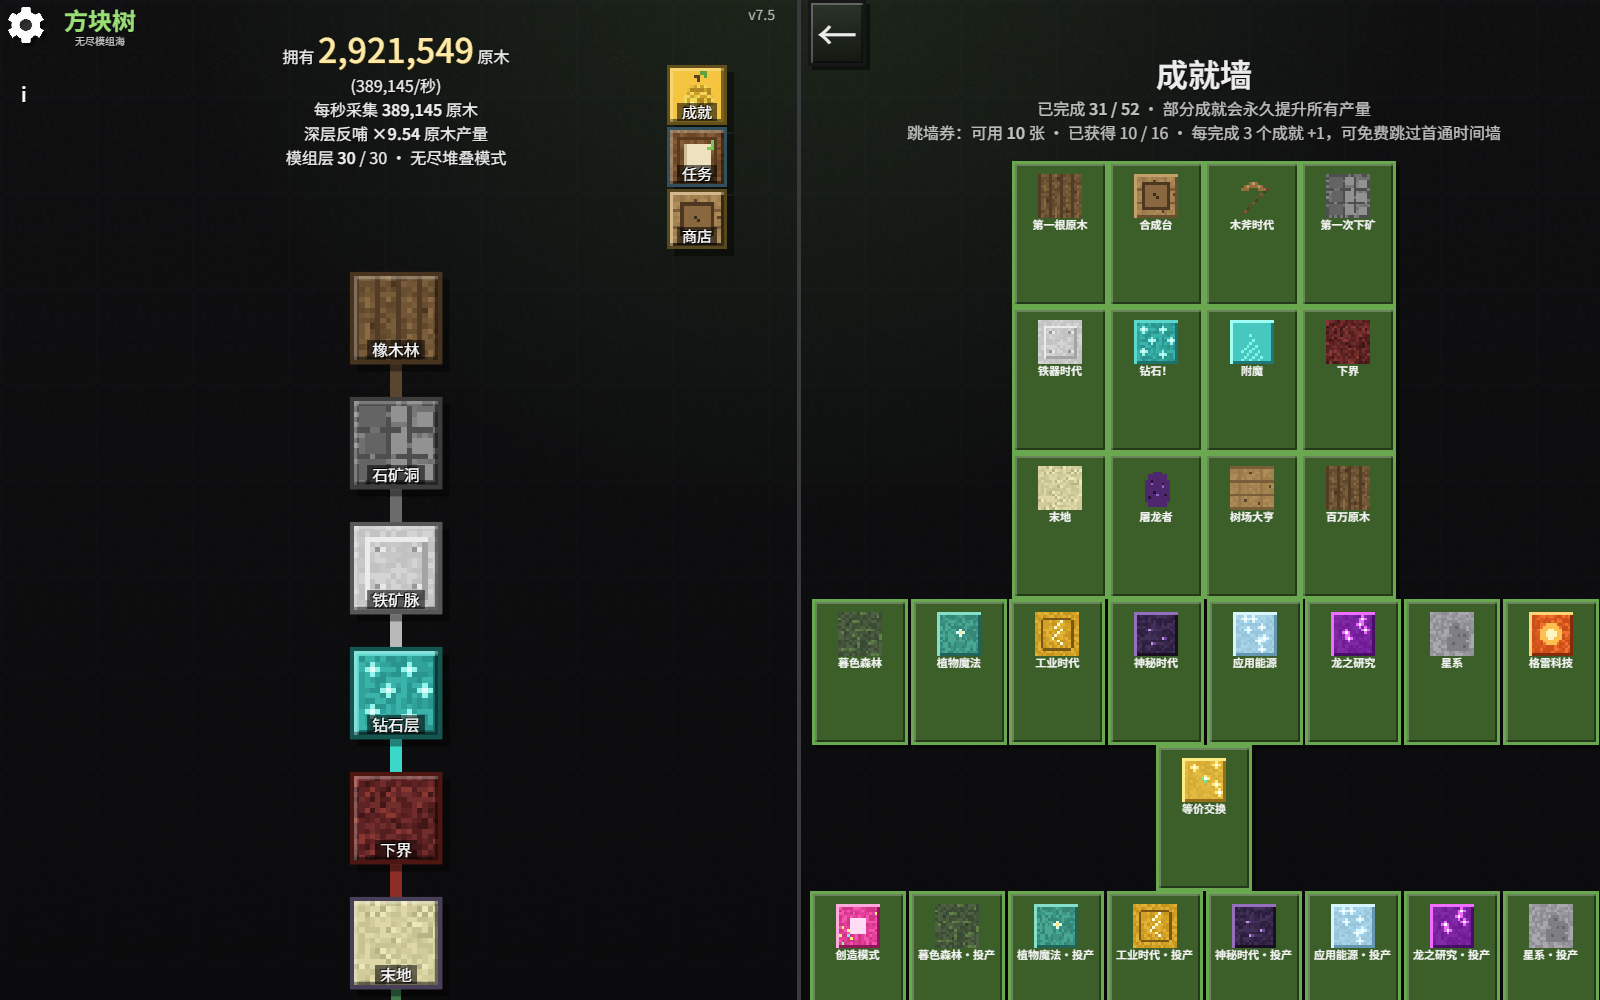 方块树
无尽模组海
i
v7.5
拥有 2,921,549 原木
(389,145/秒)
每秒采集 389,145 原木
深层反哺 ×9.54 原木产量
模组层 30 / 30 • 无尽堆叠模式
成就
任务
商店
橡木林
石矿洞
铁矿脉
钻石层
下界
末地
成就墙
已完成 31 / 52 • 部分成就会永久提升所有产量
跳墙券：可用 10 张 • 已获得 10 / 16 • 每完成 3 个成就 +1，可免费跳过首通时间墙
第一根原木 合成台 木斧时代 第一次下矿
铁器时代 钻石！ 附魔 下界
末地 屠龙者 树场大亨 百万原木
暮色森林 植物魔法 工业时代 神秘时代 应用能源 龙之研究 星系 格雷科技
等价交换
创造模式 暮色森林・投产 植物魔法・投产 工业时代・投产 神秘时代・投产 应用能源・投产 龙之研究・投产 星系・投产